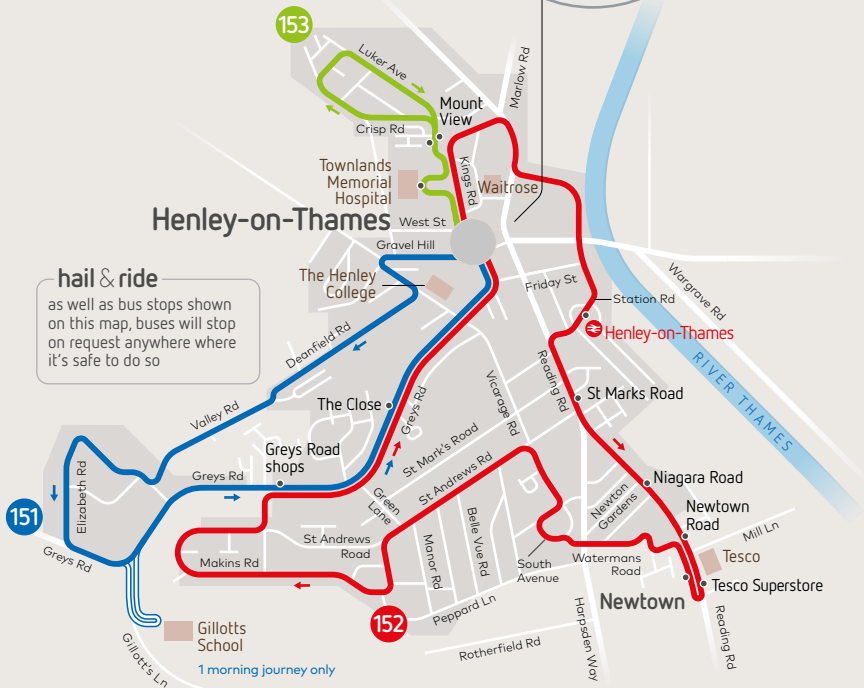 153
Luker Ave
Marlow Rd
Mount
View
Crisp Rd
Kings Rd
Townlands
Memorial
Hospital
Waitrose
Henley-on-Thames
West St
Gravel Hill
hail & ride
as well as bus stops shown
on this map, buses will stop
on request anywhere where
it's safe to do so
The Henley
College
Friday St
Wargrave Rd
Station Rd
Henley-on-Thames
RIVER THAMES
Deanfield Rd
Reading Rd
Vicarage Rd
St Marks Road
The Close
Greys Rd
Valley Rd
Greys Road
shops
St Mark's Road
St Andrews Rd
Greys Rd
Elizabeth Rd
Niagara Road
Newton
Gardens
Newtown
Road
Mill Ln
151
Green
Lane
Belle Vue Rd
Manor Rd
St Andrews
Road
Greys Rd
Makins Rd
South
Avenue
Watermans
Road
Tesco
Tesco Superstore
Newtown
Peppard Ln
152
Harpsden Way
Reading Rd
Rotherfield Rd
Gillotts
School
Gillott's Ln
1 morning journey only